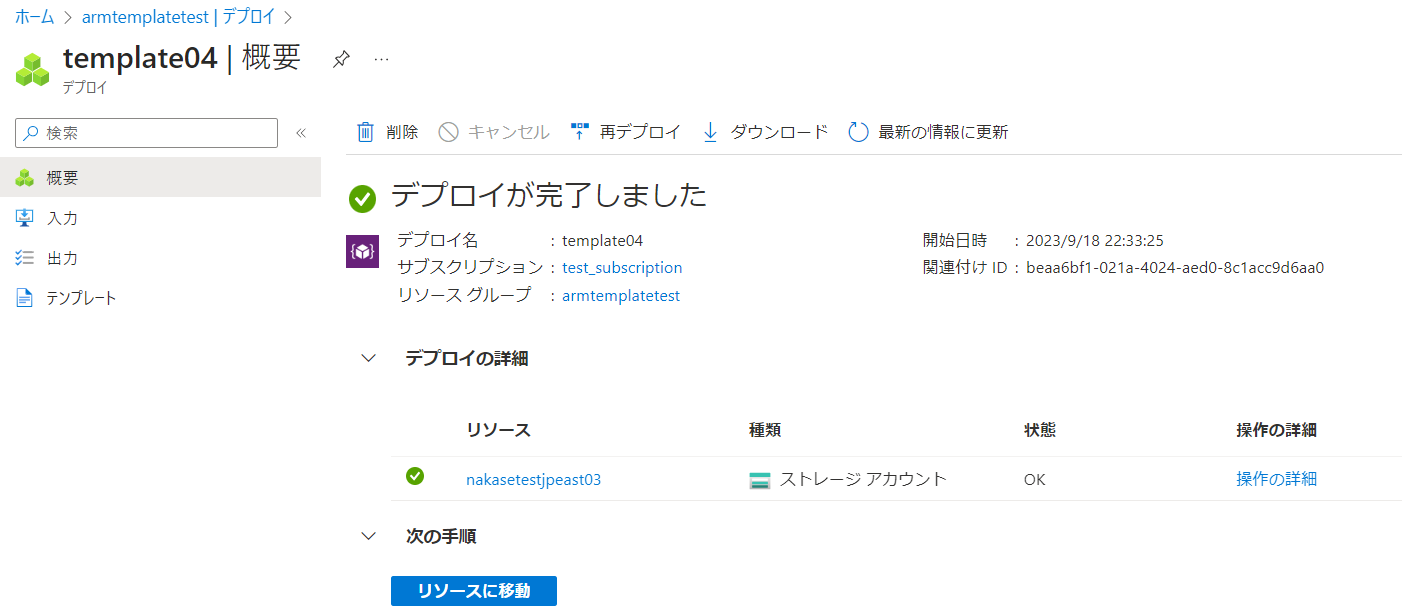 ホーム > armtemplatetest | デプロイ >
template04 | 概要 ...
デプロイ
検索 «
概要
入力
出力
テンプレート
削除 キャンセル 再デプロイ ダウンロード 最新の情報に更新
デプロイが完了しました
デプロイ名 : template04 開始日時 : 2023/9/18 22:33:25
サブスクリプション : test_subscription 関連付け ID : beaa6bf1-021a-4024-aed0-8c1acc9d6aa0
リソース グループ : armtemplatetest
デプロイの詳細
リソース 種類 状態 操作の詳細
nakasetestjpeast03 ストレージ アカウント OK 操作の詳細
次の手順
リソースに移動